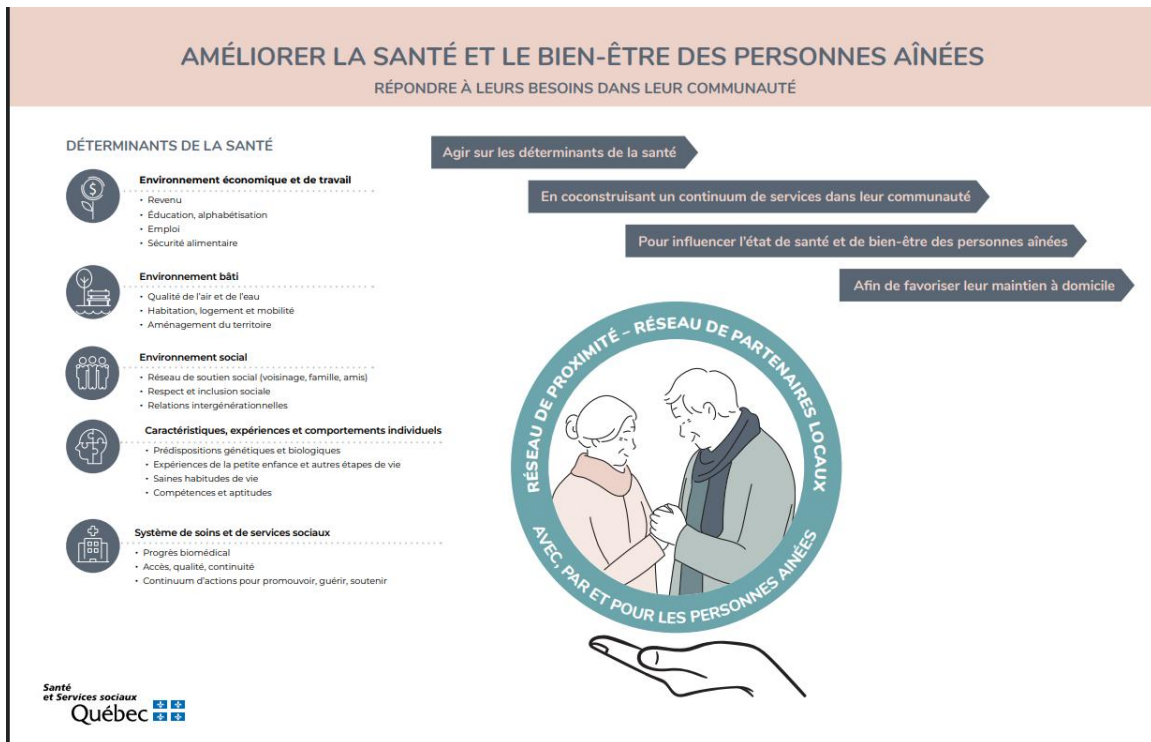 AMÉLIORER LA SANTÉ ET LE BIEN-ÊTRE DES PERSONNES AÎNÉES
RÉPONDRE À LEURS BESOINS DANS LEUR COMMUNAUTÉ
DÉTERMINANTS DE LA SANTÉ
Environnement économique et de travail
• Revenu
• Éducation, alphabétisation
• Emploi
• Sécurité alimentaire
Environnement bâti
• Qualité de l'air et de l'eau
• Habitation, logement et mobilité
• Aménagement du territoire
Environnement social
• Réseau de soutien social (voisinage, famille, amis)
• Respect et inclusion sociale
• Relations intergénérationnelles
Caractéristiques, expériences et comportements individuels
• Prédispositions génétiques et biologiques
• Expériences de la petite enfance et autres étapes de vie
• Saines habitudes de vie
• Compétences et aptitudes
Système de soins et de services sociaux
• Progrès biomédical
• Accès, qualité, continuité
• Continuum d'actions pour promouvoir, guérir, soutenir
Agir sur les déterminants de la santé
En coconstruisant un continuum de services dans leur communauté
Pour influencer l'état de santé et de bien-être des personnes aînées
Afin de favoriser leur maintien à domicile
RÉSEAU DE PROXIMITÉ – RÉSEAU DE PARTENAIRES LOCAUX
AVEC, PAR ET POUR LES PERSONNES AINÉES
Santé
et Services sociaux
Québec